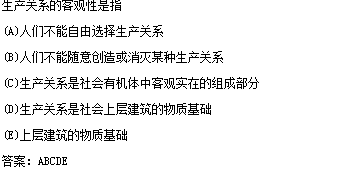 生产关系的客观性是指
(A)人们不能自由选择生产关系
(B)人们不能随意创造或消灭某种生产关系
(C)生产关系是社会有机体中客观实在的组成部分
(D)生产关系是社会上层建筑的物质基础
(E)上层建筑的物质基础
答案：ABCDE